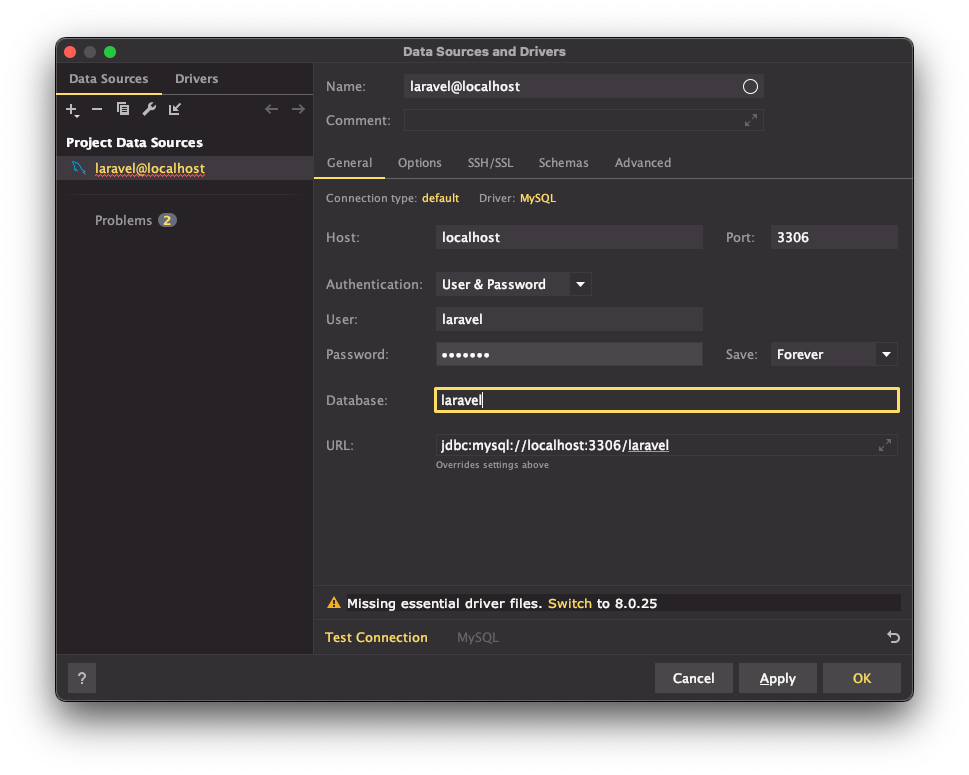 Data Sources and Drivers
Data Sources Drivers
Project Data Sources
laravel@localhost
Problems 2
Name: laravel@localhost
Comment:
General Options SSH/SSL Schemas Advanced
Connection type: default Driver: MySQL
Host: localhost Port: 3306
Authentication: User & Password
User: laravel
Password: ●●●●●●● Save: Forever
Database: laravel
URL: jdbc:mysql://localhost:3306/laravel
Overrides settings above
Missing essential driver files. Switch to 8.0.25
Test Connection MySQL
? Cancel Apply OK